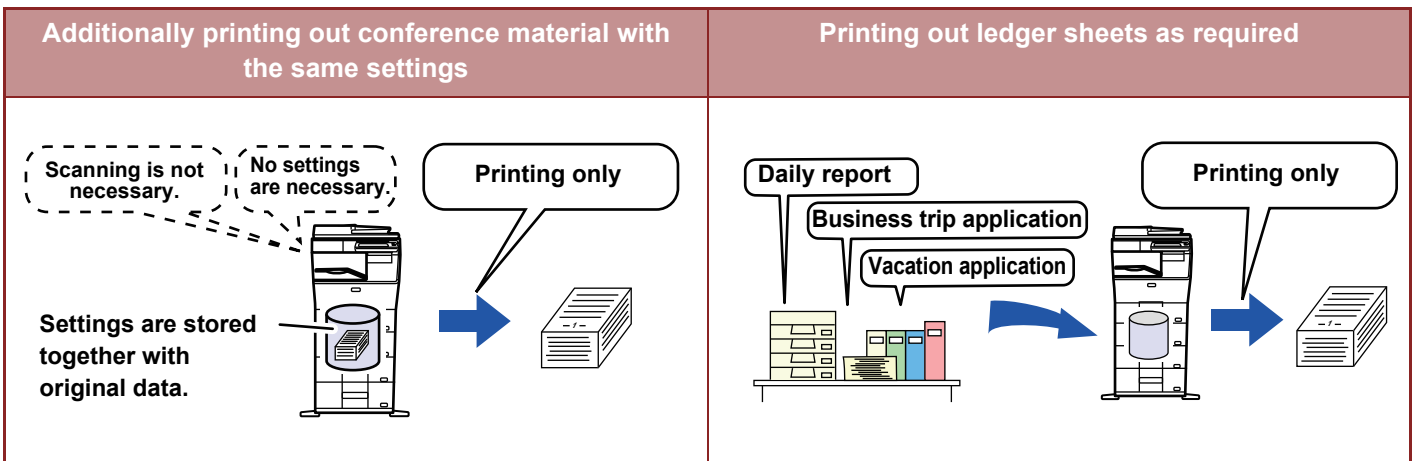 Additionally printing out conference material with
the same settings
Scanning is not
necessary.
No settings
are necessary.
Printing only
Settings are stored
together with
original data.
-1-
Printing out ledger sheets as required
Daily report
Business trip application
Vacation application
Printing only
-1-